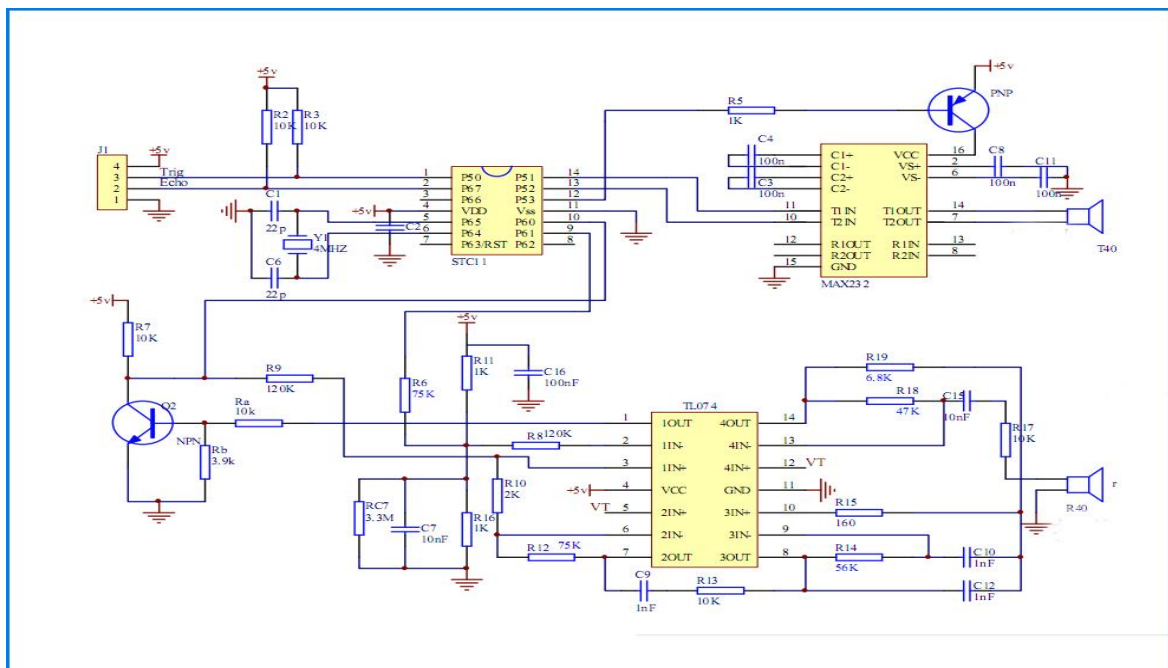 +5v
+5v
PNP
R5
1K
R2
10K
R3
10K
J1
+5v
4
3
2
1
Trig
Echo
C4
100n
C3
100n
C1+
C1-
C2+
C2-
T1IN
T2IN
R1OUT
R2OUT
GND
VCC
VS+
VS-
T1OUT
T2OUT
R1IN
R2IN
16
2
6
14
7
13
8
11
10
12
9
15
MAX232
C8
100n
C11
100n
T40
1
2
3
4
5
6
7
P50
P67
P66
VDD
P65
P64
P63/RST
P51
P52
P53
Vss
P60
P61
P62
14
13
12
11
10
9
8
STC11
+5v
C2
C1
22p
Y1
4MHZ
C6
22p
+5v
R7
10K
R9
120K
Q2
NPN
Ra
10k
Rb
3.9k
+5v
R11
1K
C16
100nF
R6
75K
R8
120K
R10
2K
RC7
3.3M
C7
10nF
R16
1K
R12
75K
+5v
VT
TL074
1
2
3
4
5
6
7
1OUT
1IN-
1IN+
VCC
2IN+
2IN-
2OUT
4OUT
4IN-
4IN+
GND
3IN+
3IN-
3OUT
14
13
12
11
10
9
8
VT
R19
6.8K
R18
47K
C15
10nF
R17
10K
r
R40
R15
160
R14
56K
C10
1nF
C12
1nF
C9
1nF
R13
10K